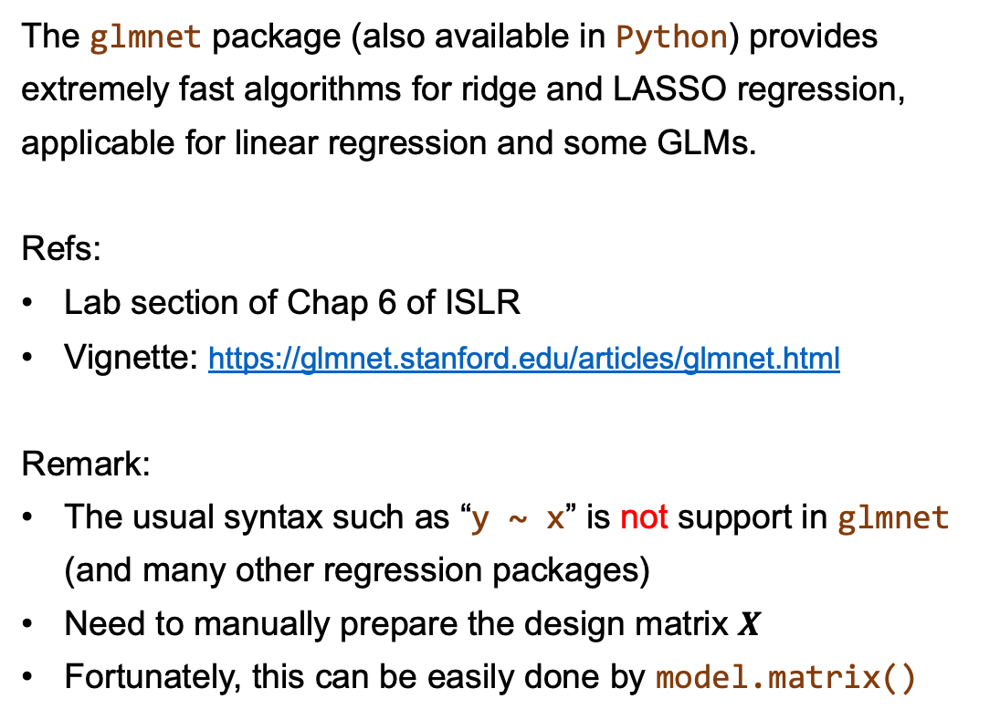 The glmnet package (also available in Python) provides
extremely fast algorithms for ridge and LASSO regression,
applicable for linear regression and some GLMs.
Refs:
• Lab section of Chap 6 of ISLR
• Vignette: https://glmnet.stanford.edu/articles/glmnet.html
Remark:
• The usual syntax such as “y ~ x” is not support in glmnet
(and many other regression packages)
• Need to manually prepare the design matrix X
• Fortunately, this can be easily done by model.matrix()